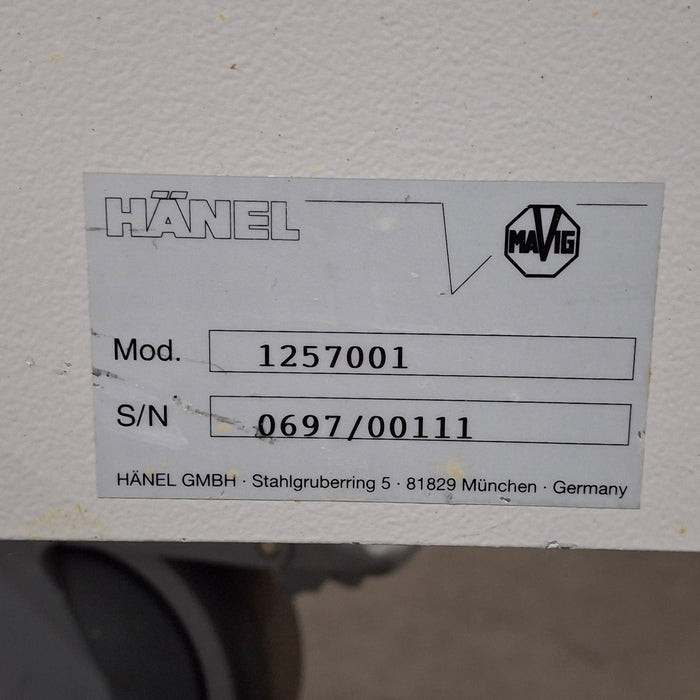 HÄNEL
MAVIG
Mod. 1257001
S/N 0697/00111
HÄNEL GMBH · Stahlgruberring 5 · 81829 München · Germany